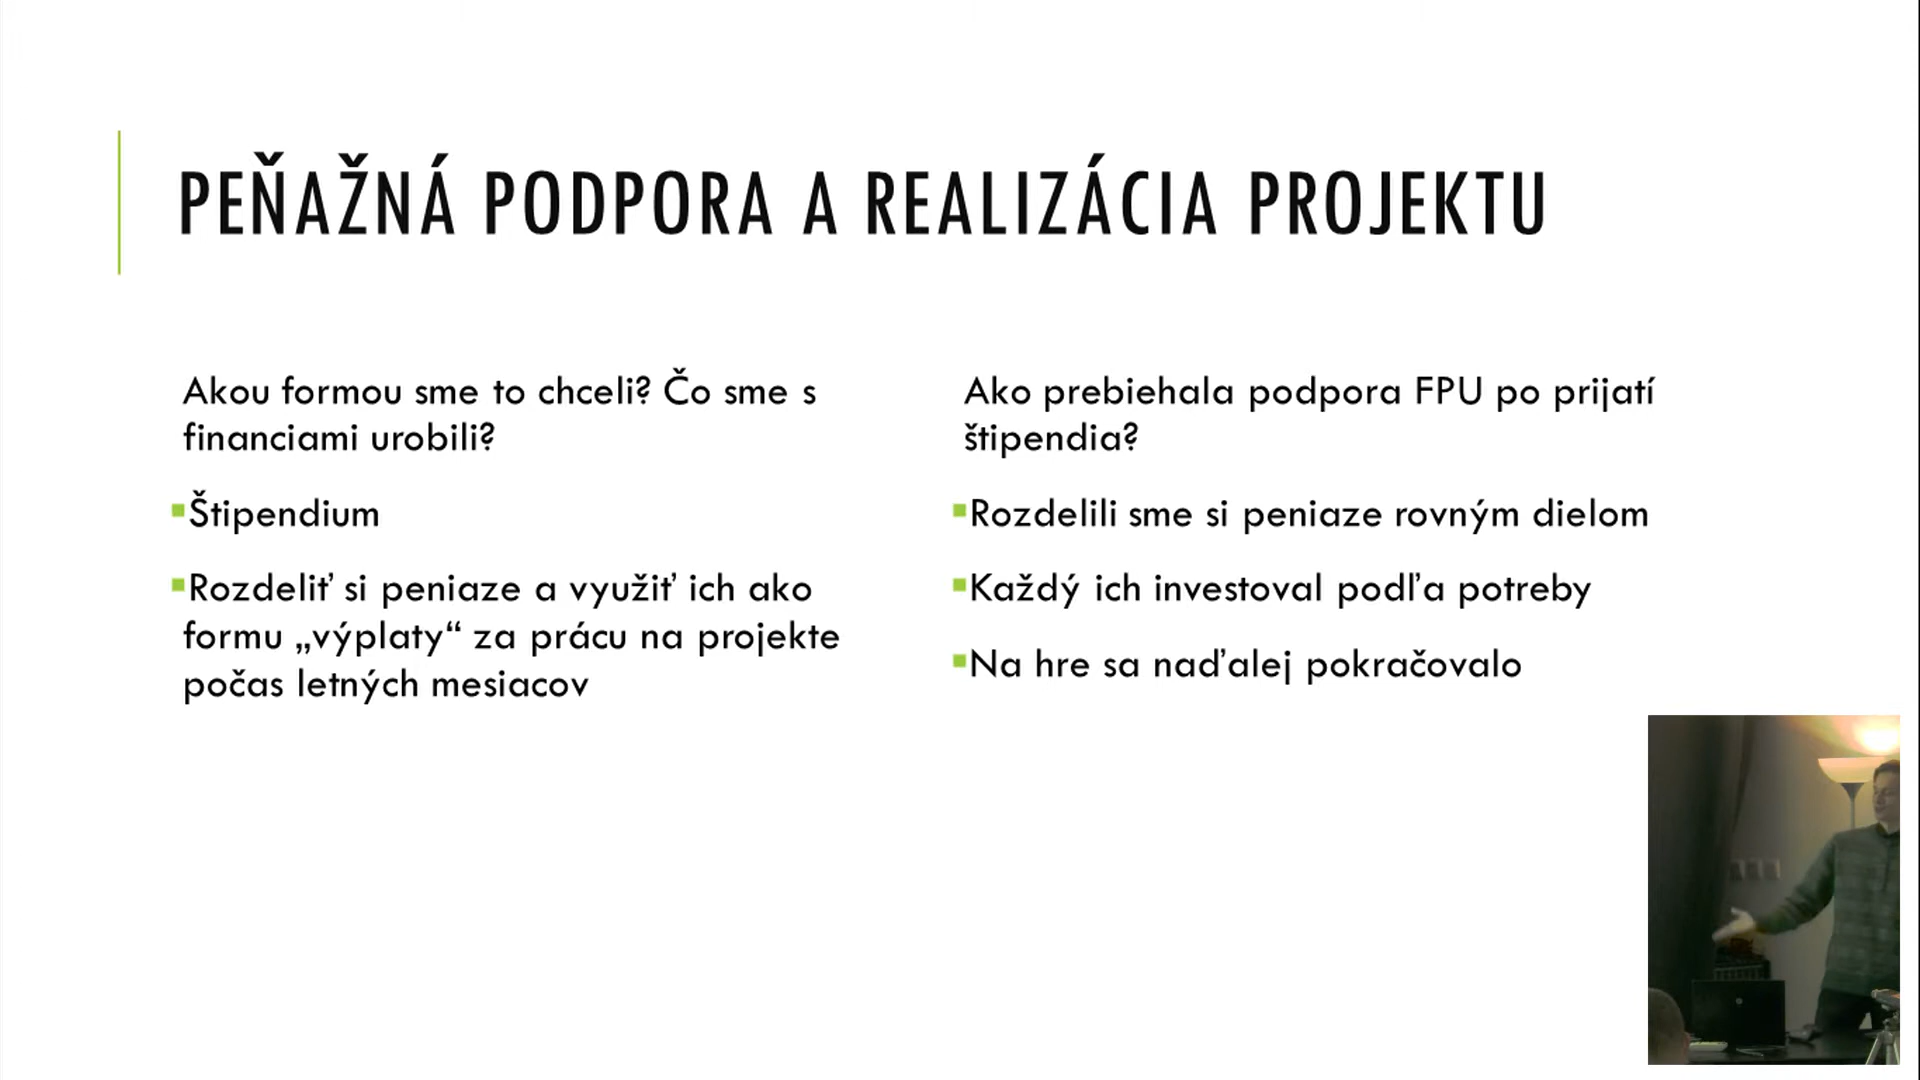 PEŇAŽNÁ PODPORA A REALIZÁCIA PROJEKTU
Akou formou sme to chceli? Čo sme s
financiami urobili?
Štipendium
Rozdeliť si peniaze a využiť ich ako
formu „výplaty“ za prácu na projekte
počas letných mesiacov
Ako prebiehala podpora FPU po prijatí
štipendia?
Rozdelili sme si peniaze rovným dielom
Každý ich investoval podľa potreby
Na hre sa naďalej pokračovalo